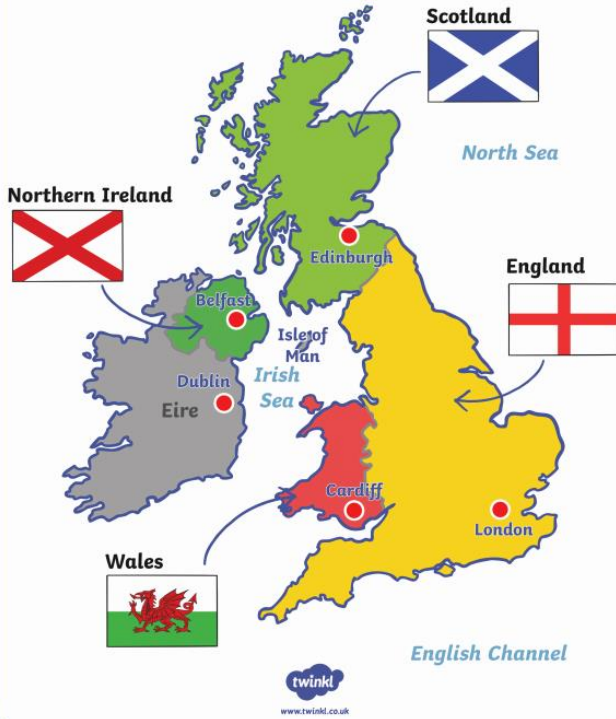 Scotland
North Sea
Northern Ireland
Edinburgh
England
Belfast
Isle of
Man
Irish
Sea
Dublin
Eire
Cardiff
London
Wales
English Channel
twinkl
www.twinkl.co.uk